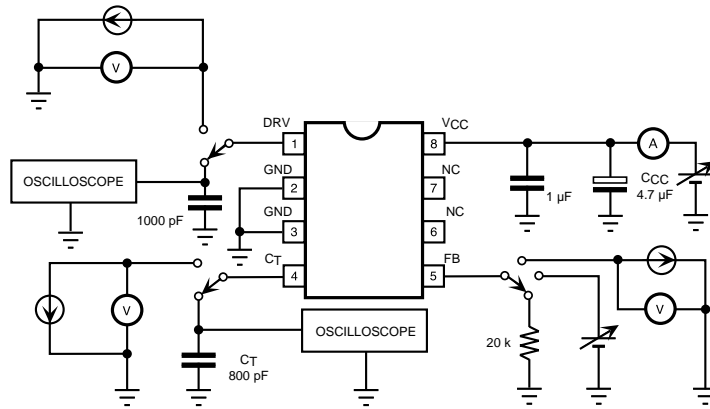 V
DRV
VCC
1
8
A
GND
NC
OSCILLOSCOPE
2
7
CCC
1 µF
4.7 µF
GND
NC
1000 pF
3
6
CT
FB
4
5
V
V
OSCILLOSCOPE
20 k
CT
800 pF